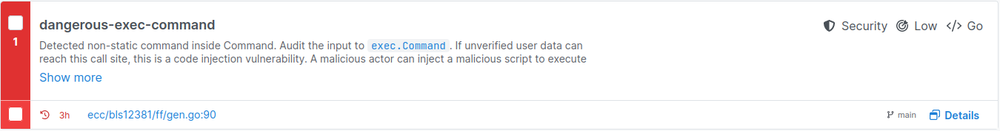 dangerous-exec-command
Security Low </> Go
1
Detected non-static command inside Command. Audit the input to exec.Command. If unverified user data can
reach this call site, this is a code injection vulnerability. A malicious actor can inject a malicious script to execute
Show more
3h ecc/bls12381/ff/gen.go:90 main Details